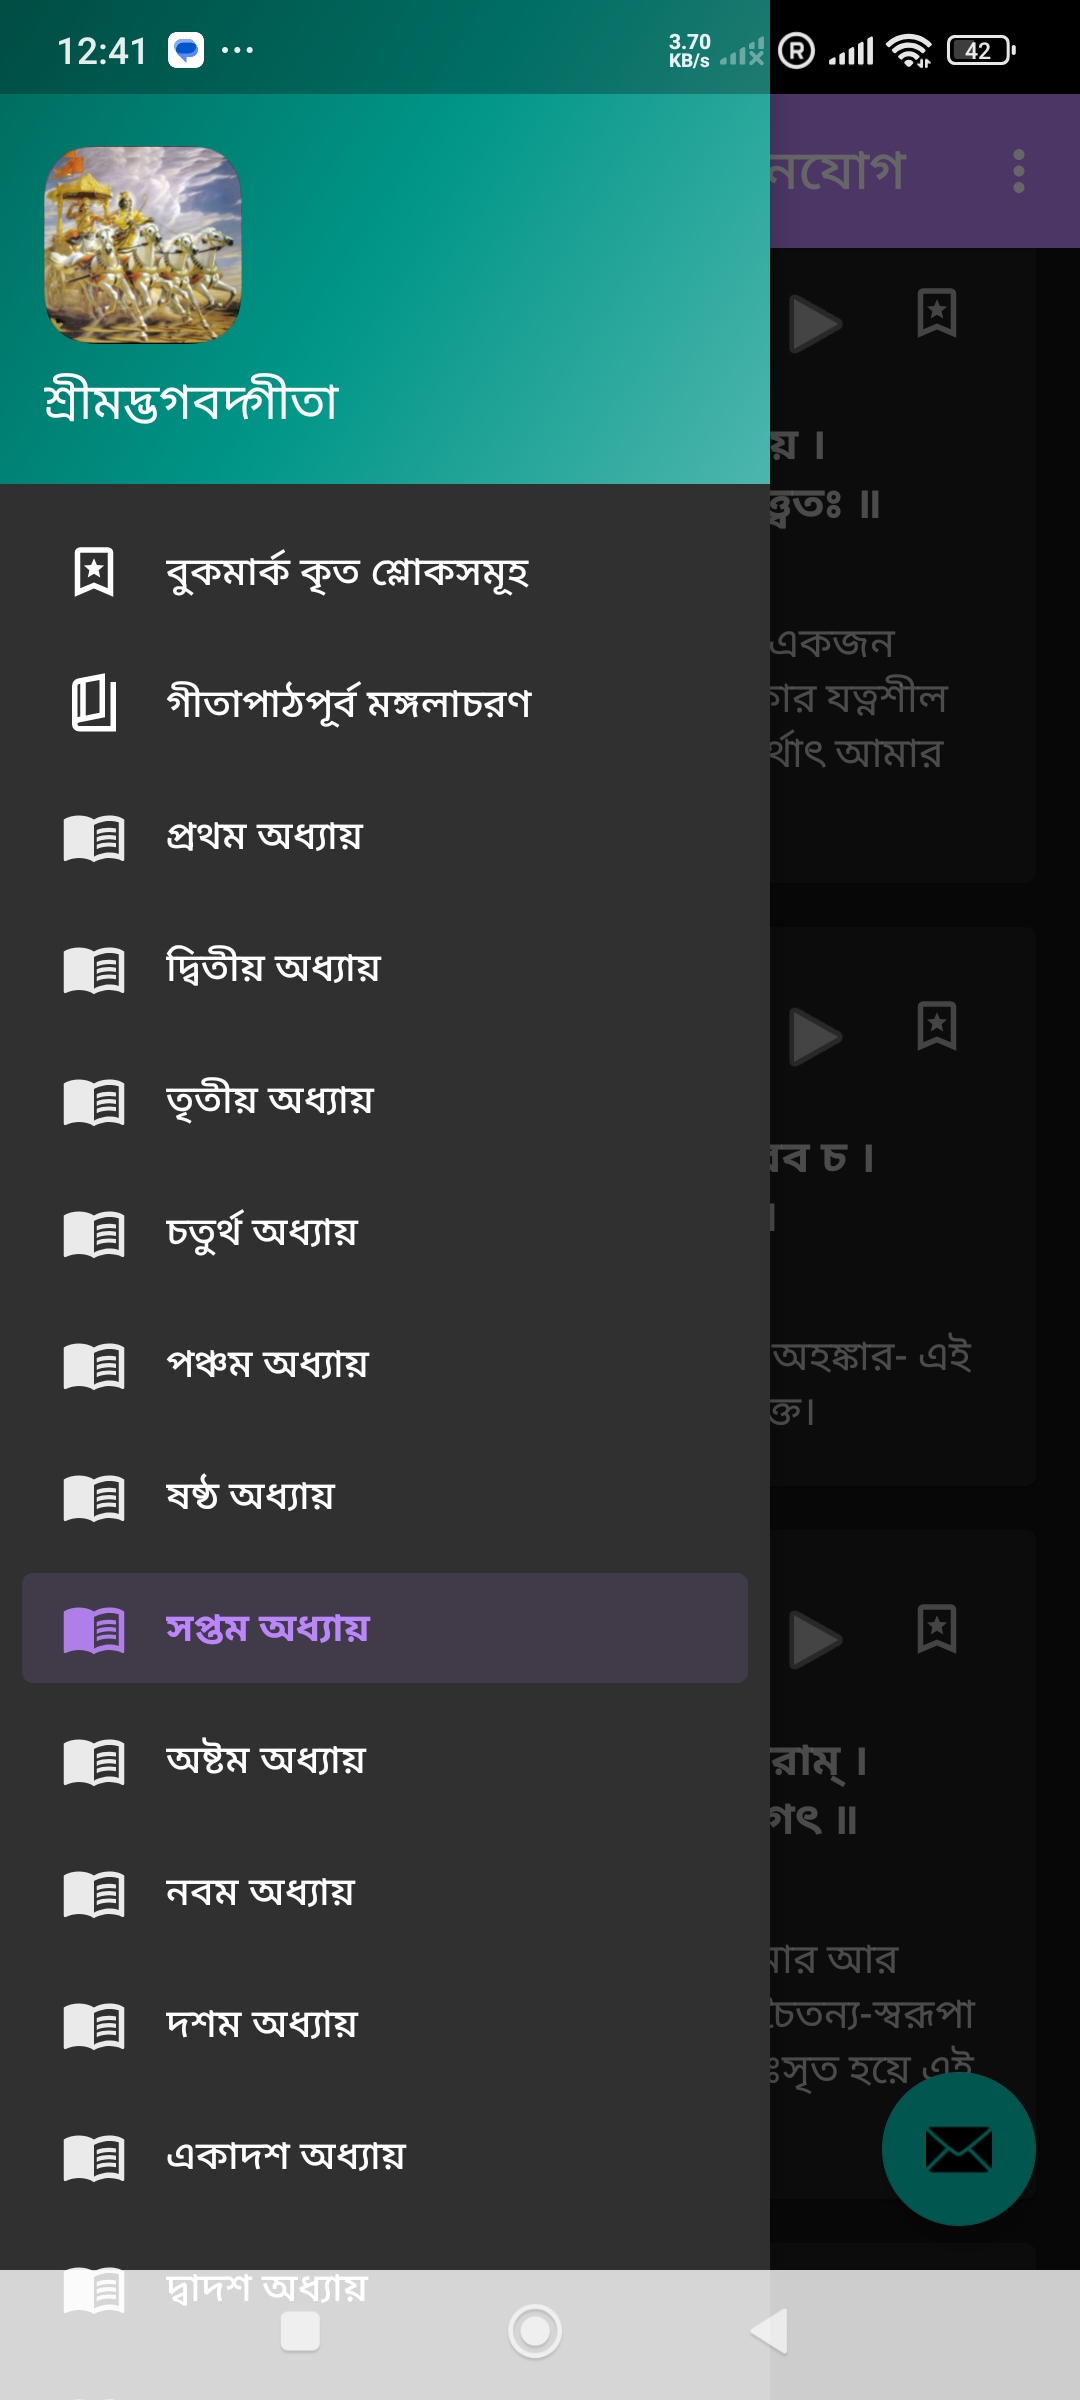 12:41
3.70
KB/s
42
R
নযোগ
শ্রীমদ্ভগবদ্গীতা
য় ।
ত্ত্বতঃ ॥
একজন
যত্নশীল
আমার
বুকমার্ক কৃত শ্লোকসমূহ
গীতাপাঠপূর্ব মঙ্গলাচরণ
প্রথম অধ্যায়
দ্বিতীয় অধ্যায়
তৃতীয় অধ্যায়
চতুর্থ অধ্যায়
পঞ্চম অধ্যায়
ষষ্ঠ অধ্যায়
সপ্তম অধ্যায়
অষ্টম অধ্যায়
নবম অধ্যায়
দশম অধ্যায়
একাদশ অধ্যায়
দ্বাদশ অধ্যায়
চ ।
।
অহঙ্কার- এই
ক্ত।
রাম্ ।
গৎ ॥
আর
চৈতন্য-স্বরূপা
ঃসৃত হয়ে এই